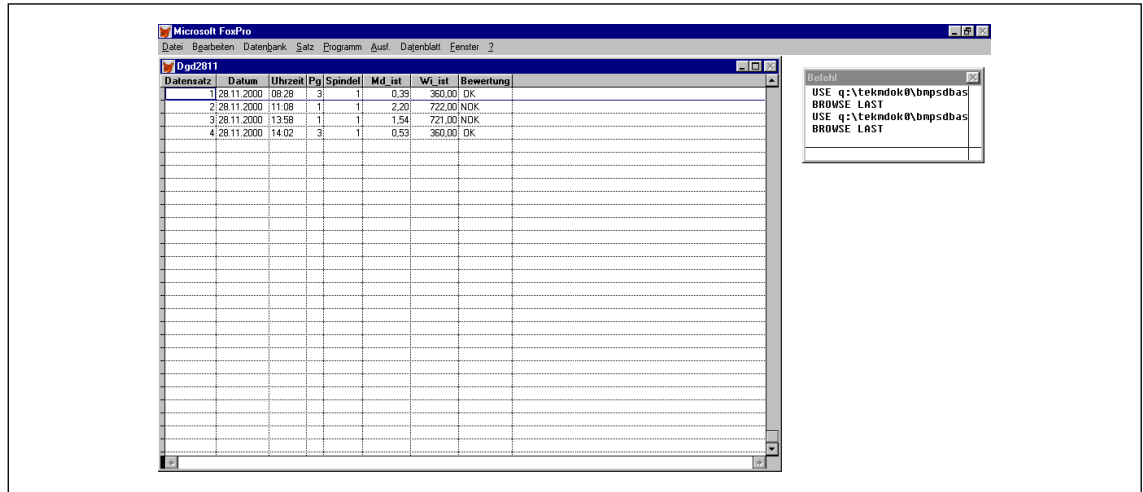 Microsoft FoxPro
Datei Bearbeiten Datenbank Satz Programm Ausf. Datenblatt Fenster ?
Dgd2811
Datensatz Datum Uhrzeit Pg Spindel Md_ist Wi_ist Bewertung
1 28.11.2000 08:28 3 1 0,39 360,00 OK
2 28.11.2000 11:08 1 1 2,20 722,00 NOK
3 28.11.2000 13:58 1 1 1,54 721,00 NOK
4 28.11.2000 14:02 3 1 0,53 360,00 OK
Befehl
USE q:\tekmdok0\bmpsdbas
BROWSE LAST
USE q:\tekmdok0\bmpsdbas
BROWSE LAST